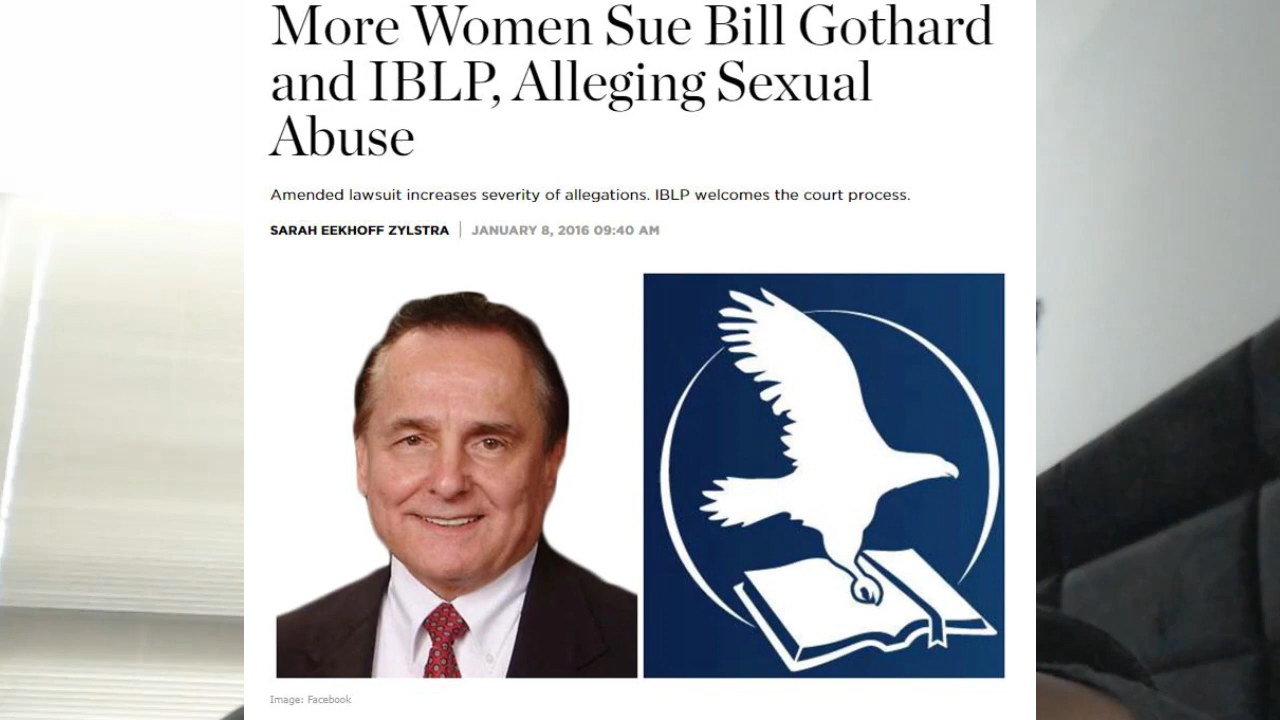 More Women Sue Bill Gothard
and IBLP, Alleging Sexual
Abuse
Amended lawsuit increases severity of allegations. IBLP welcomes the court process.
SARAH EEKHOFF ZYLSTRA | JANUARY 8, 2016 09:40 AM
Image: Facebook